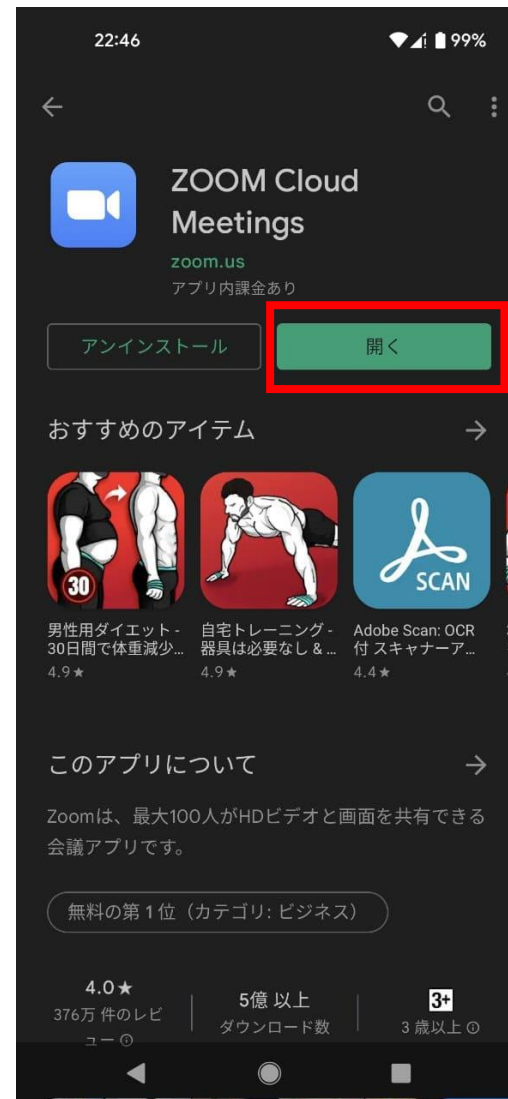 22:46
99%
ZOOM Cloud
Meetings
zoom.us
アプリ内課金あり
アンインストール
開く
おすすめのアイテム
30
SCAN
男性用ダイエット -
30日間で体重減少...
4.9★
自宅トレーニング -
器具は必要なし & ...
4.9★
Adobe Scan: OCR
付 スキャナーア...
4.4★
このアプリについて
Zoomは、最大100人がHDビデオと画面を共有できる
会議アプリです。
無料の第 1 位（カテゴリ: ビジネス）
4.0★
376万 件のレビ
ュー
5億 以上
ダウンロード数
3+
3 歳以上